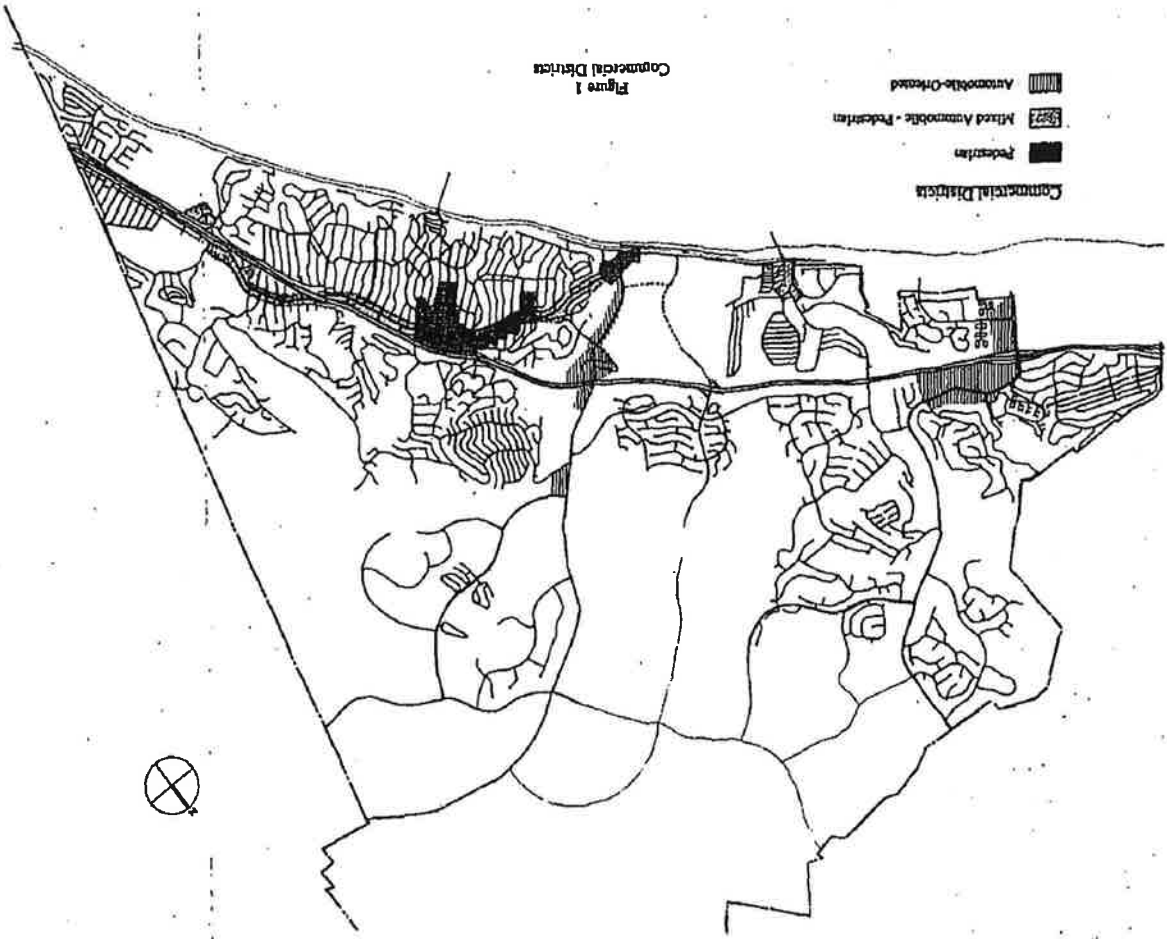 Commercial Districts
Pedestrian
Mixed Automobile - Pedestrian
Automobile-Oriented
Figure 1
Commercial Districts